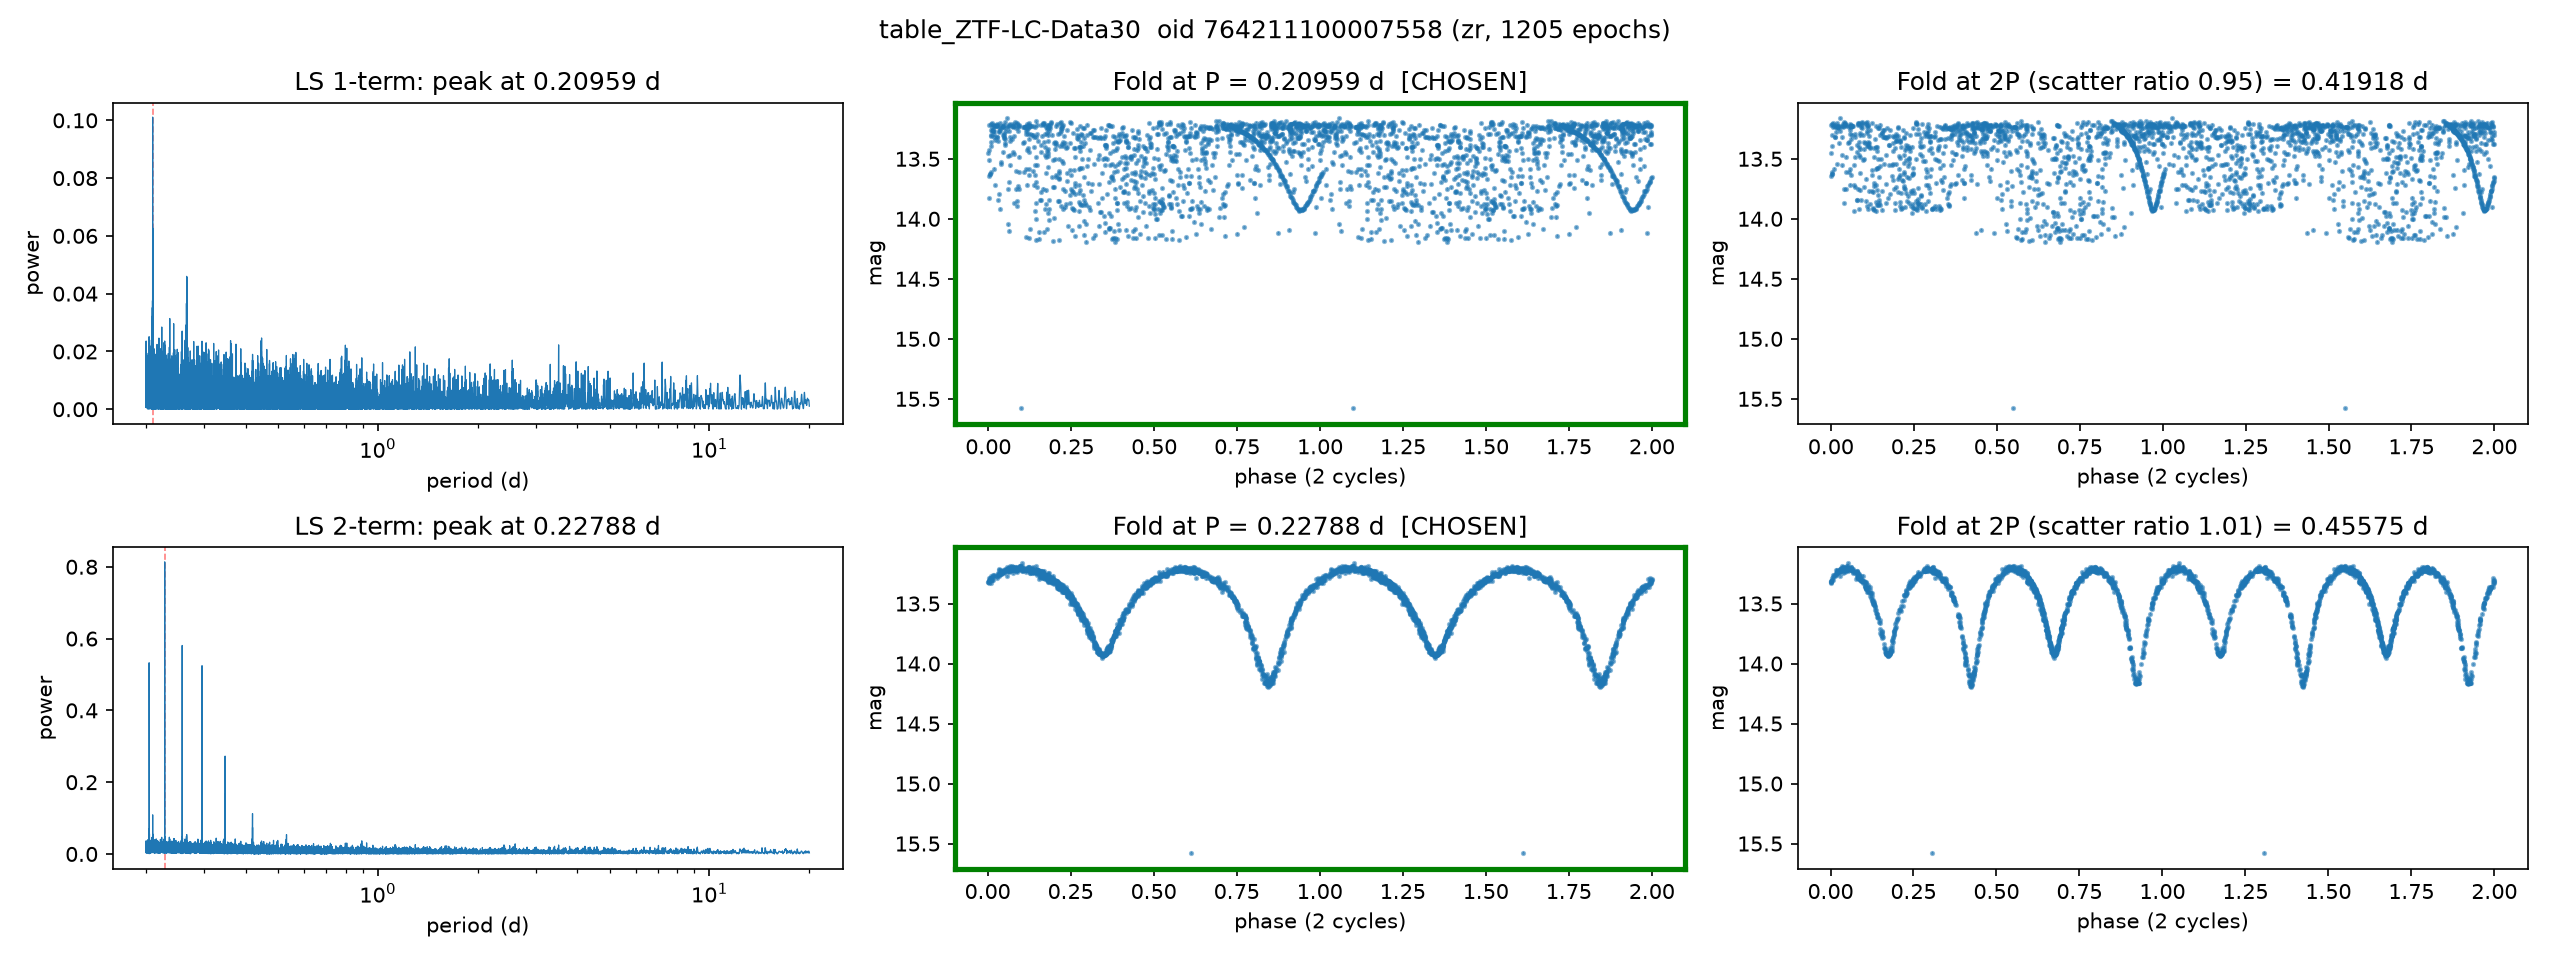 table_ZTF-LC-Data30  oid 764211100007558 (zr, 1205 epochs)
LS 1-term: peak at 0.20959 d
power
0.10
0.08
0.06
0.04
0.02
0.00
10⁰
10¹
period (d)
Fold at P = 0.20959 d  [CHOSEN]
mag
13.5
14.0
14.5
15.0
15.5
0.00 0.25 0.50 0.75 1.00 1.25 1.50 1.75 2.00
phase (2 cycles)
Fold at 2P (scatter ratio 0.95) = 0.41918 d
mag
13.5
14.0
14.5
15.0
15.5
0.00 0.25 0.50 0.75 1.00 1.25 1.50 1.75 2.00
phase (2 cycles)
LS 2-term: peak at 0.22788 d
power
0.8
0.6
0.4
0.2
0.0
10⁰
10¹
period (d)
Fold at P = 0.22788 d  [CHOSEN]
mag
13.5
14.0
14.5
15.0
15.5
0.00 0.25 0.50 0.75 1.00 1.25 1.50 1.75 2.00
phase (2 cycles)
Fold at 2P (scatter ratio 1.01) = 0.45575 d
mag
13.5
14.0
14.5
15.0
15.5
0.00 0.25 0.50 0.75 1.00 1.25 1.50 1.75 2.00
phase (2 cycles)